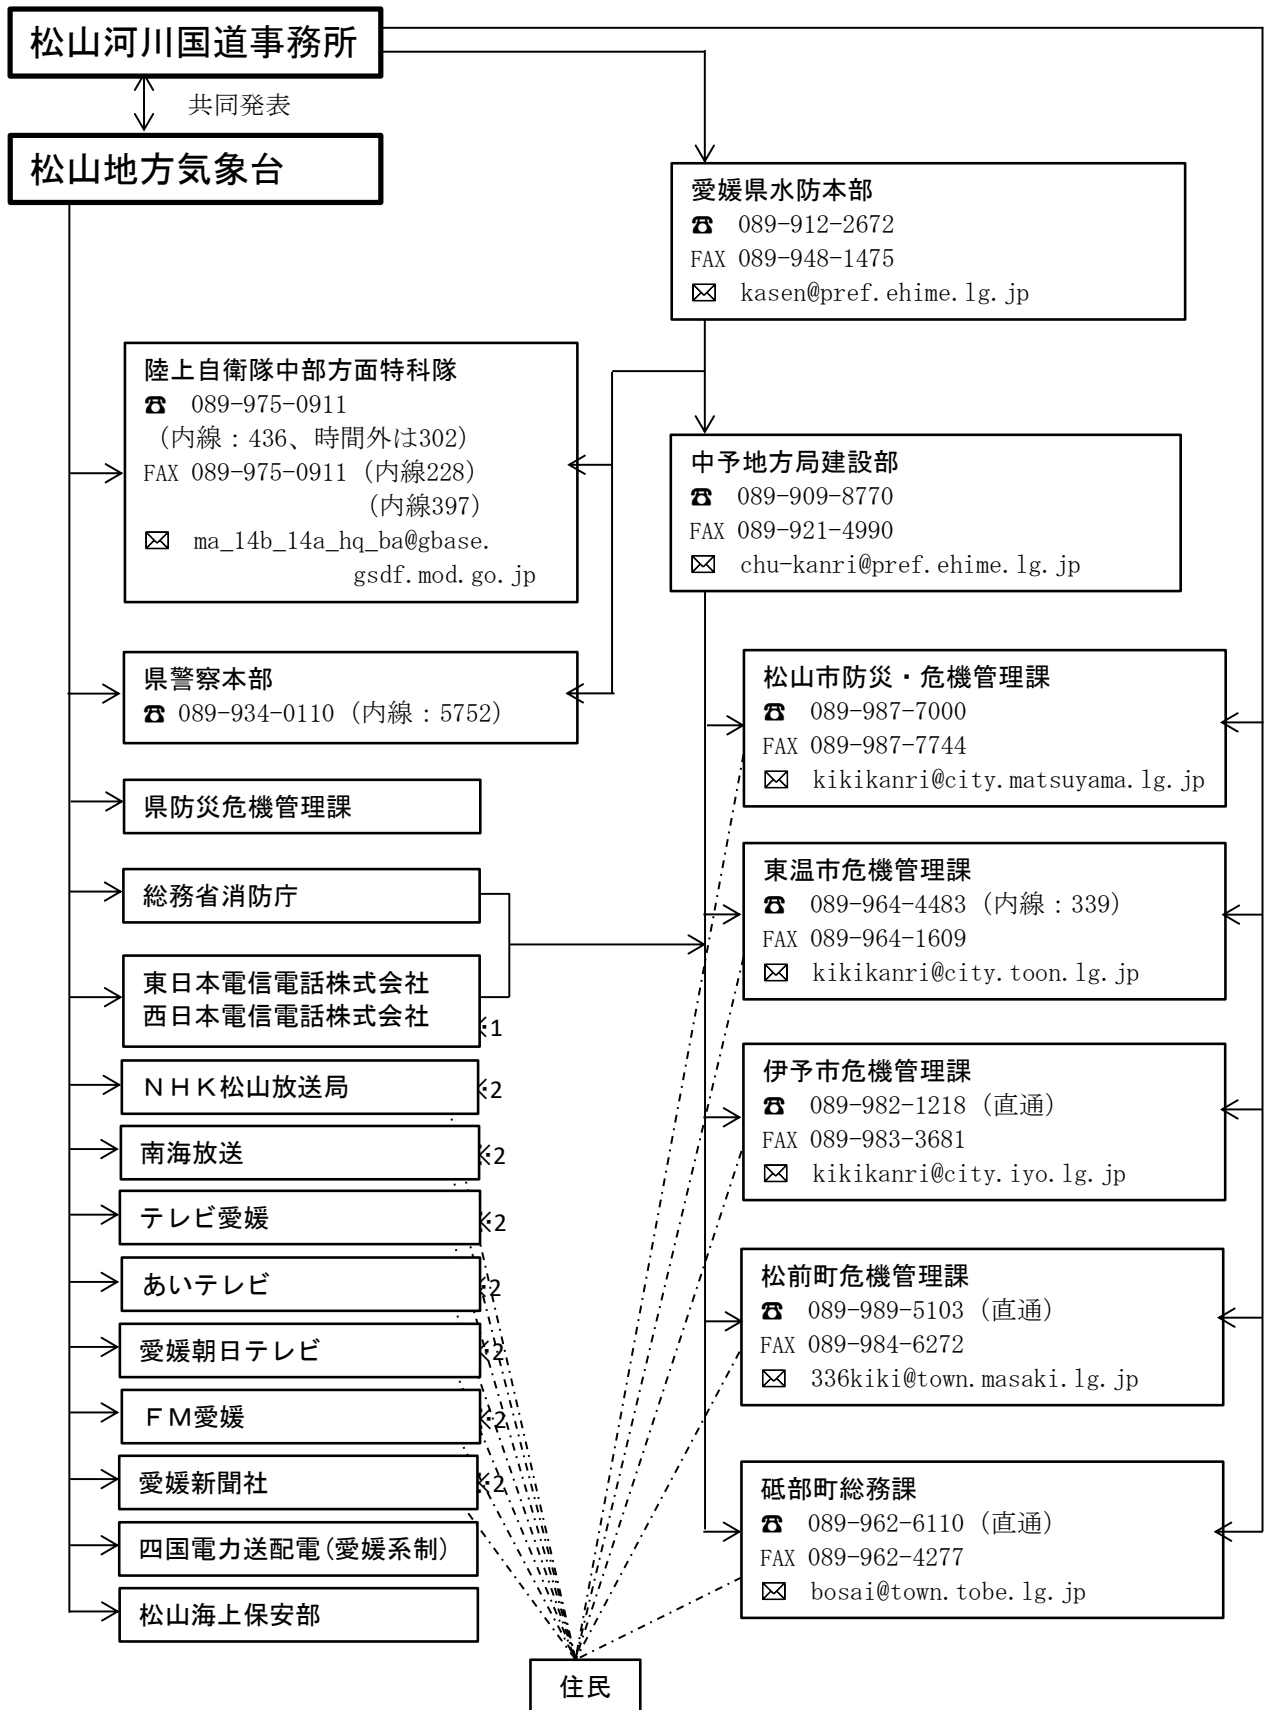 松山河川国道事務所
共同発表
松山地方気象台
愛媛県水防本部
☎ 089-912-2672
FAX 089-948-1475
✉ kasen@pref.ehime.lg.jp
陸上自衛隊中部方面特科隊
☎ 089-975-0911
（内線：436、時間外は302）
FAX 089-975-0911（内線228）
（内線397）
✉ ma_14b_14a_hq_ba@gbase.
gsdf.mod.go.jp
中予地方局建設部
☎ 089-909-8770
FAX 089-921-4990
✉ chu-kanri@pref.ehime.lg.jp
県警察本部
☎ 089-934-0110（内線：5752）
県防災危機管理課
総務省消防庁
東日本電信電話株式会社
西日本電信電話株式会社 ※1
ＮＨＫ松山放送局 ※2
南海放送 ※2
テレビ愛媛 ※2
あいテレビ ※2
愛媛朝日テレビ ※2
ＦＭ愛媛 ※2
愛媛新聞社 ※2
四国電力送配電(愛媛系制)
松山海上保安部
松山市防災・危機管理課
☎ 089-987-7000
FAX 089-987-7744
✉ kikikanri@city.matsuyama.lg.jp
東温市危機管理課
☎ 089-964-4483（内線：339）
FAX 089-964-1609
✉ kikikanri@city.toon.lg.jp
伊予市危機管理課
☎ 089-982-1218（直通）
FAX 089-983-3681
✉ kikikanri@city.iyo.lg.jp
松前町危機管理課
☎ 089-989-5103（直通）
FAX 089-984-6272
✉ 336kiki@town.masaki.lg.jp
砥部町総務課
☎ 089-962-6110（直通）
FAX 089-962-4277
✉ bosai@town.tobe.lg.jp
住民